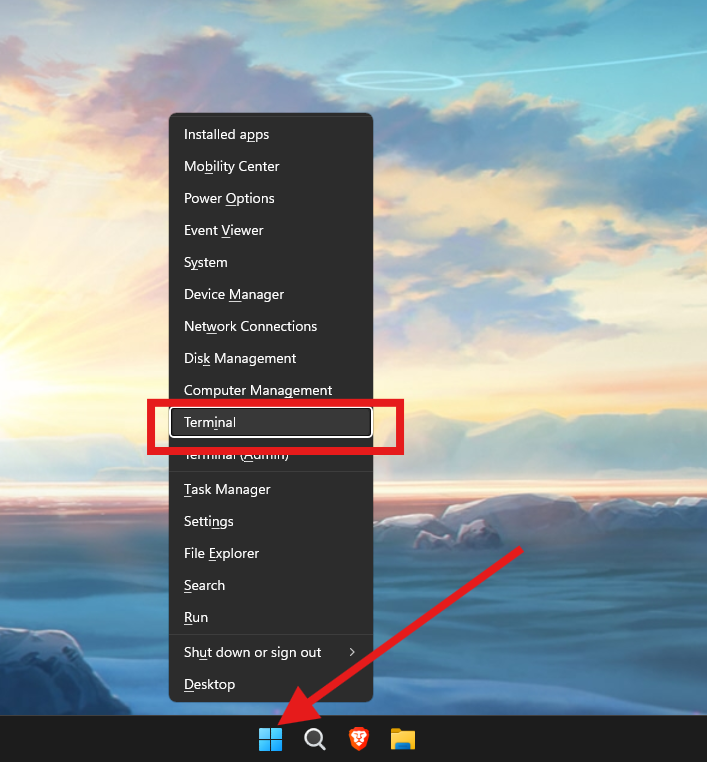 Installed apps
Mobility Center
Power Options
Event Viewer
System
Device Manager
Network Connections
Disk Management
Computer Management
Terminal
Terminal (Admin)
Task Manager
Settings
File Explorer
Search
Run
Shut down or sign out
Desktop